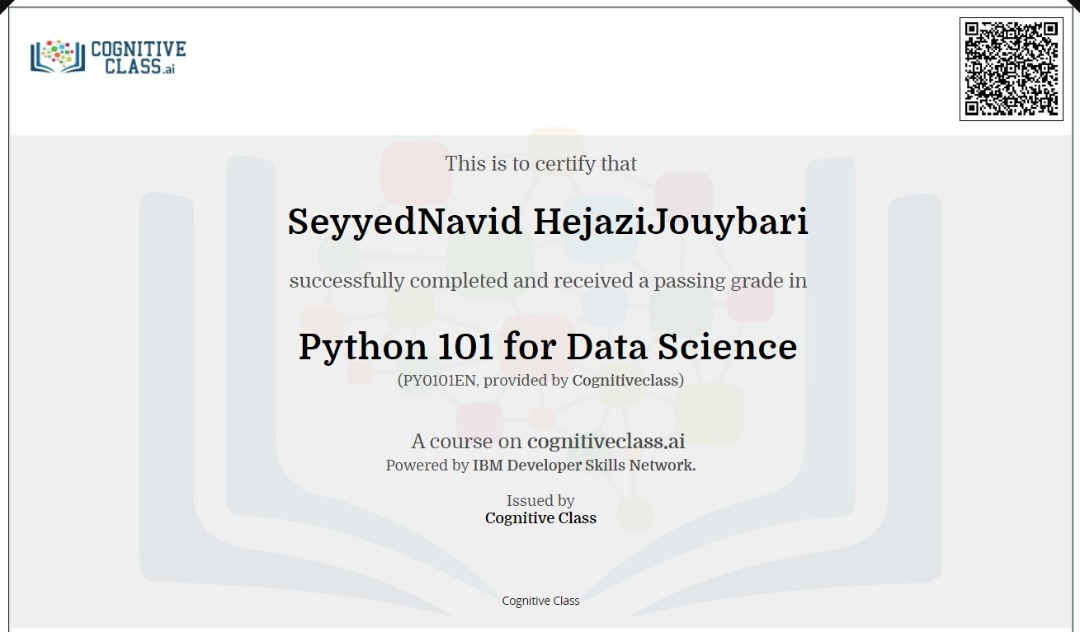 COGNITIVE
CLASS.ai
This is to certify that
SeyyedNavid HejaziJouybari
successfully completed and received a passing grade in
Python 101 for Data Science
(PY0101EN, provided by Cognitiveclass)
A course on cognitiveclass.ai
Powered by IBM Developer Skills Network.
Issued by
Cognitive Class
Cognitive Class